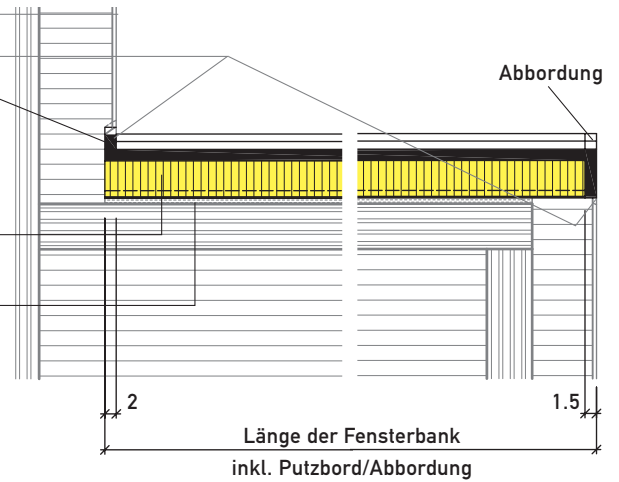 Abbordung
2
1.5
Länge der Fensterbank
inkl. Putzbord/Abbordung